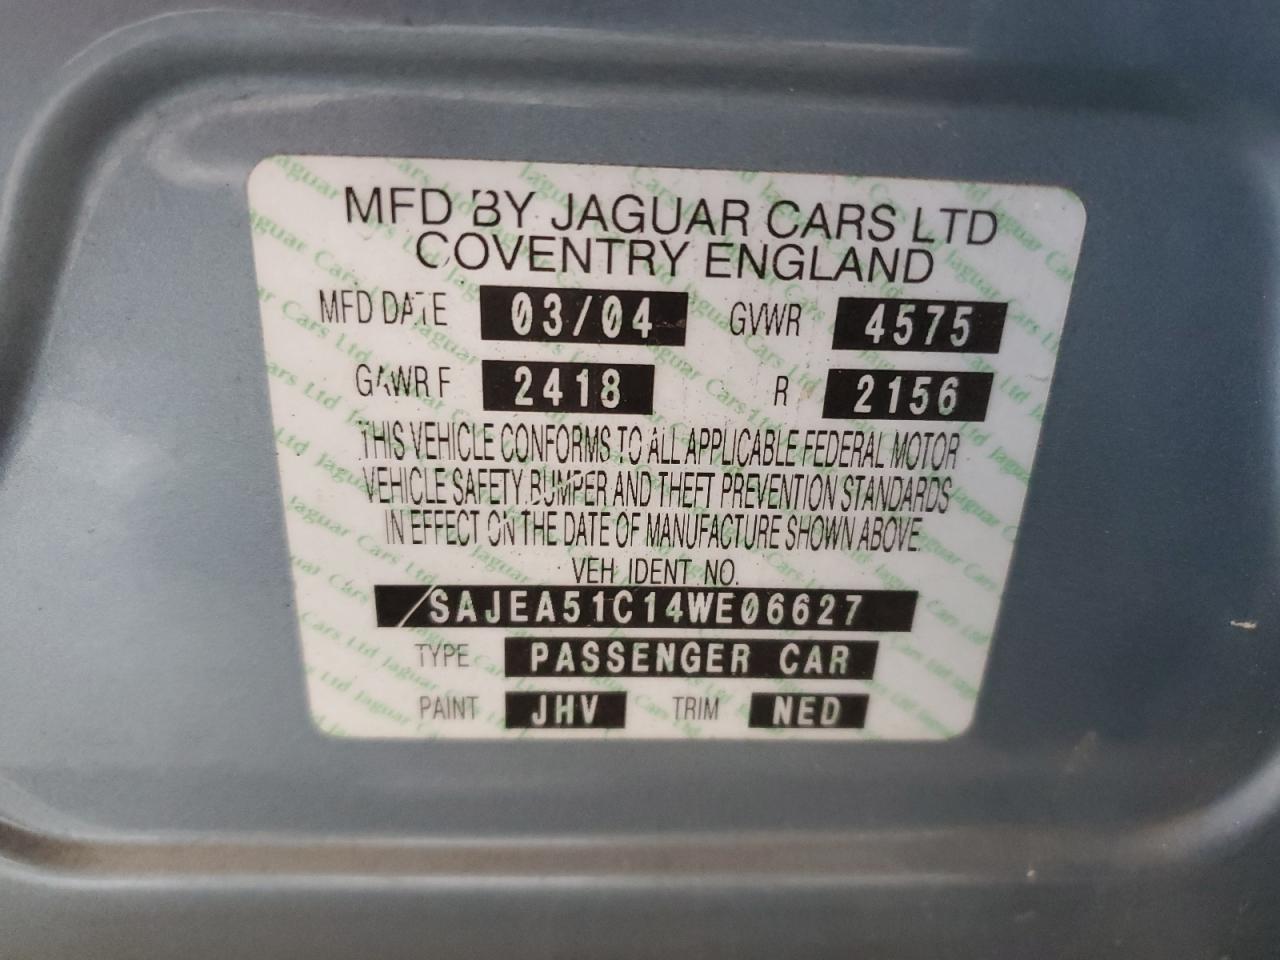 MFD BY JAGUAR CARS LTD
COVENTRY ENGLAND
MFD DATE 03/04 GVWR 4575
GAWR F 2418 R 2156
THIS VEHICLE CONFORMS TO ALL APPLICABLE FEDERAL MOTOR
VEHICLE SAFETY, BUMPER AND THEFT PREVENTION STANDARDS
IN EFFECT ON THE DATE OF MANUFACTURE SHOWN ABOVE.
VEH IDENT NO.
SAJEA51C14WE06627
TYPE PASSENGER CAR
PAINT JHV TRIM NED